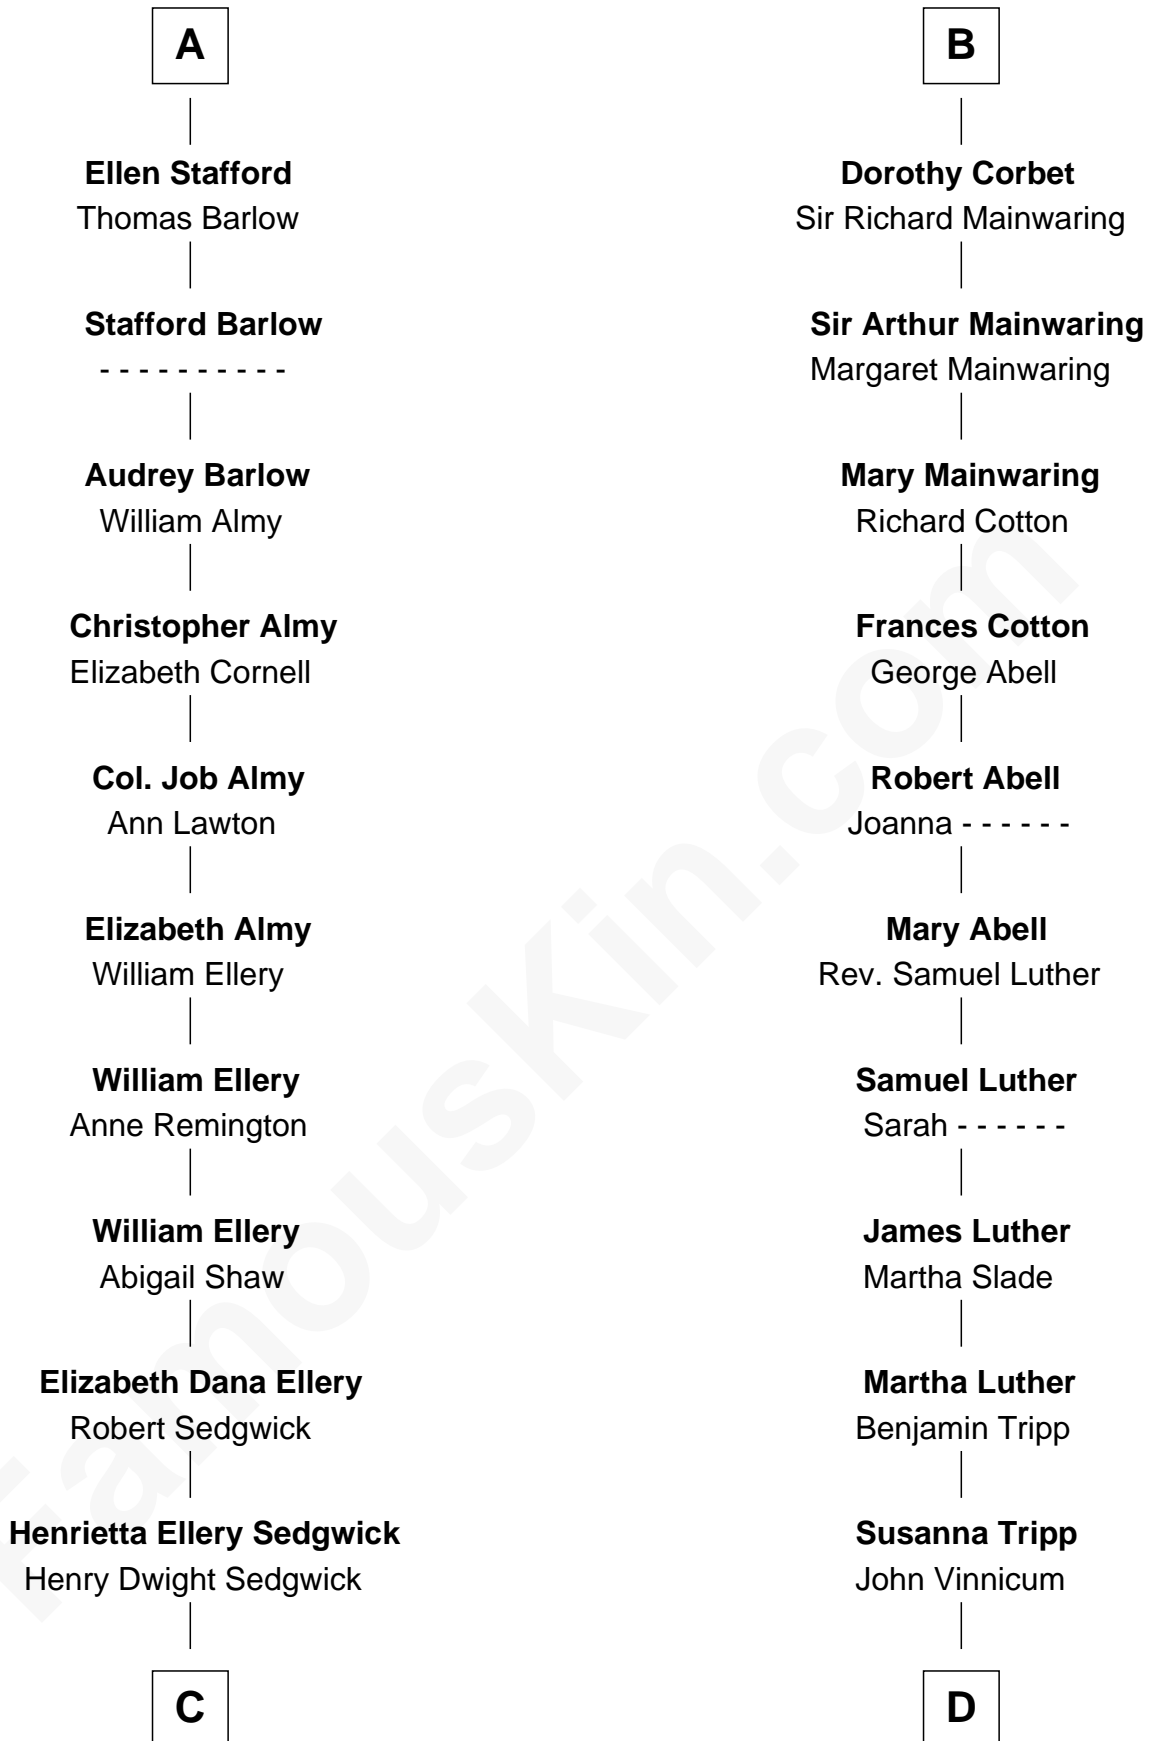 A
Ellen Stafford
Thomas Barlow
Stafford Barlow
- - - - - - - - - -
Audrey Barlow
William Almy
Christopher Almy
Elizabeth Cornell
Col. Job Almy
Ann Lawton
Elizabeth Almy
William Ellery
William Ellery
Anne Remington
William Ellery
Abigail Shaw
Elizabeth Dana Ellery
Robert Sedgwick
Henrietta Ellery Sedgwick
Henry Dwight Sedgwick
C
B
Dorothy Corbet
Sir Richard Mainwaring
Sir Arthur Mainwaring
Margaret Mainwaring
Mary Mainwaring
Richard Cotton
Frances Cotton
George Abell
Robert Abell
Joanna - - - - - -
Mary Abell
Rev. Samuel Luther
Samuel Luther
Sarah - - - - - -
James Luther
Martha Slade
Martha Luther
Benjamin Tripp
Susanna Tripp
John Vinnicum
D
FamousKin.com